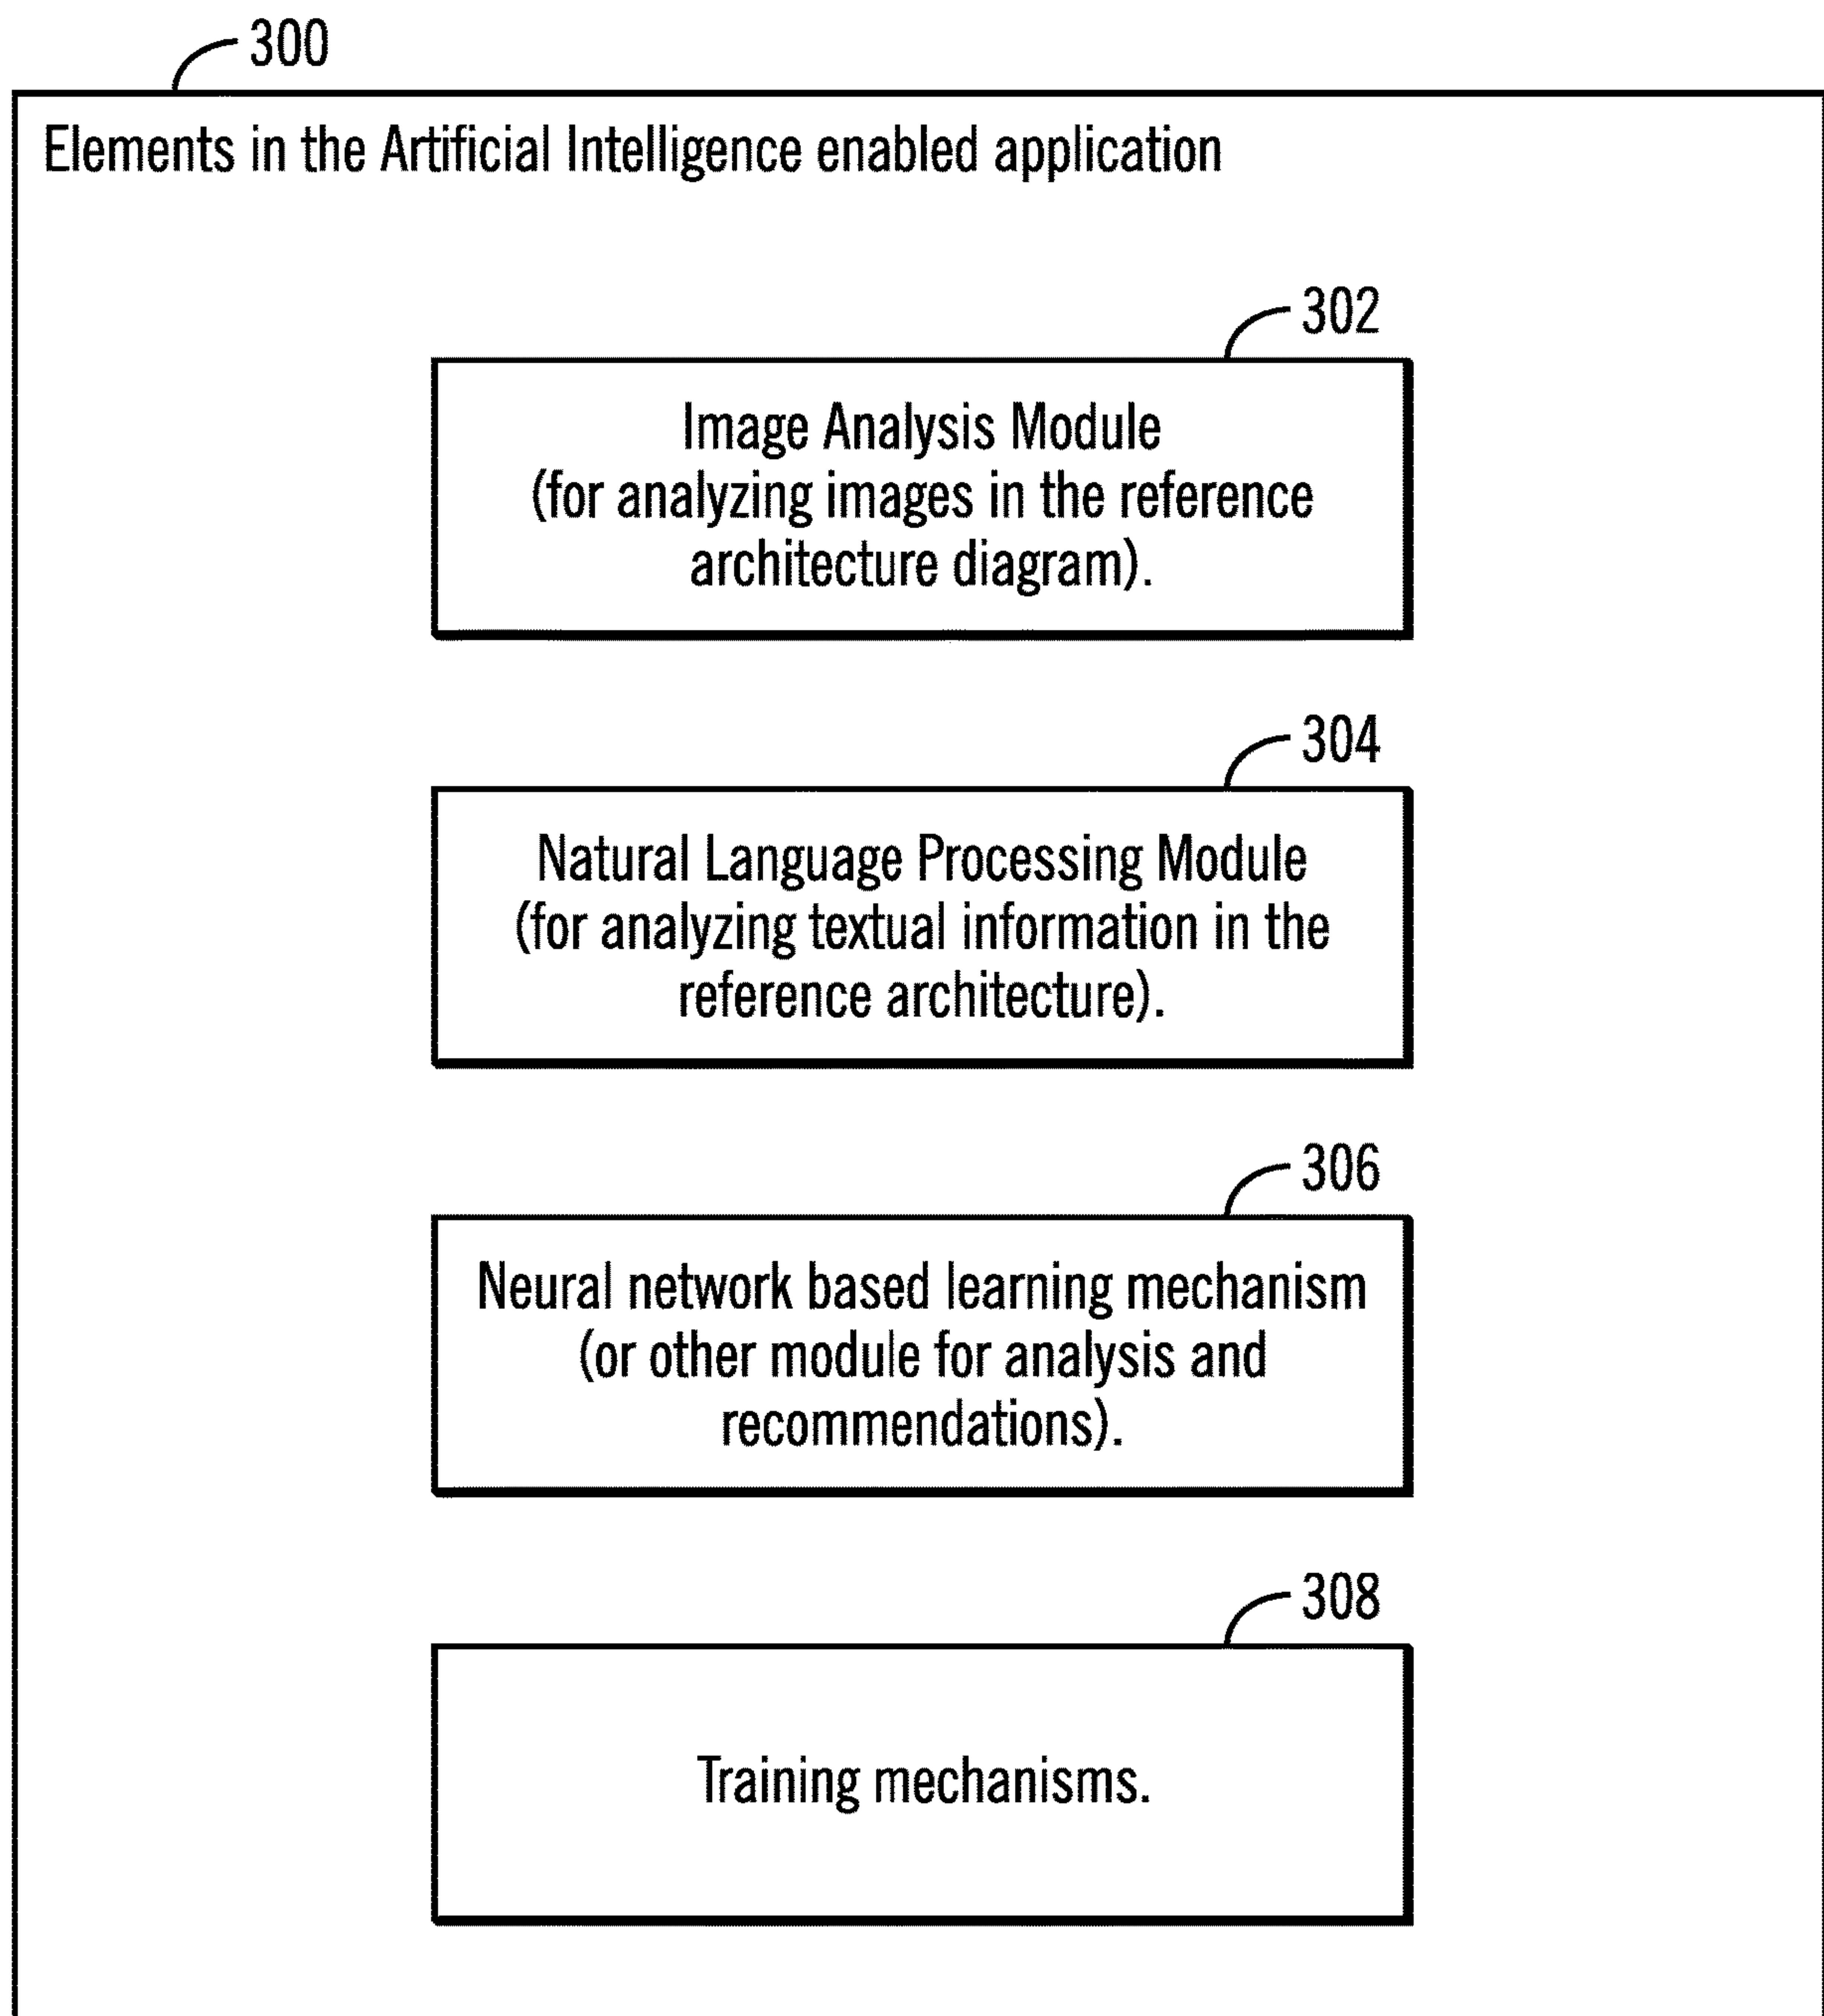 300
Elements in the Artificial Intelligence enabled application
302
Image Analysis Module
(for analyzing images in the reference
architecture diagram).
304
Natural Language Processing Module
(for analyzing textual information in the
reference architecture).
306
Neural network based learning mechanism
(or other module for analysis and
recommendations).
308
Training mechanisms.